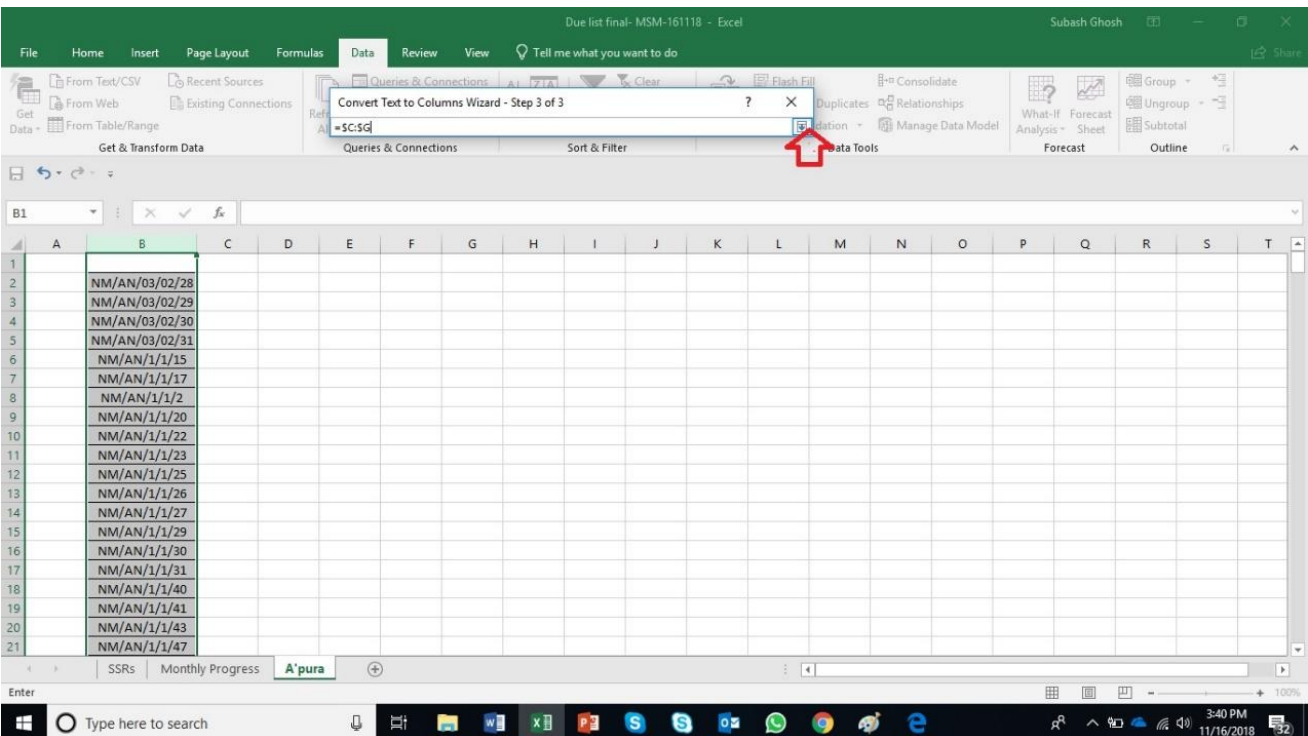 Due list final- MSM-161118 - Excel
Subash Ghosh
File Home Insert Page Layout Formulas Data Review View Tell me what you want to do Share
From Text/CSV Recent Sources
From Web Existing Connections
From Table/Range
Get Data
Get & Transform Data
Queries & Connections
Queries & Connections
Clear
Sort & Filter
Flash Fill
Duplicates
Consolidate
Relationships
Manage Data Model
Data Tools
What-If Analysis
Forecast Sheet
Forecast
Group
Ungroup
Subtotal
Outline
Convert Text to Columns Wizard - Step 3 of 3 ? ×
=$C:$G
B1 fx
A B C D E F G H I J K L M N O P Q R S T
1
2 NM/AN/03/02/28
3 NM/AN/03/02/29
4 NM/AN/03/02/30
5 NM/AN/03/02/31
6 NM/AN/1/1/15
7 NM/AN/1/1/17
8 NM/AN/1/1/2
9 NM/AN/1/1/20
10 NM/AN/1/1/22
11 NM/AN/1/1/23
12 NM/AN/1/1/25
13 NM/AN/1/1/26
14 NM/AN/1/1/27
15 NM/AN/1/1/29
16 NM/AN/1/1/30
17 NM/AN/1/1/31
18 NM/AN/1/1/40
19 NM/AN/1/1/41
20 NM/AN/1/1/43
21 NM/AN/1/1/47
SSRs Monthly Progress A'pura
Enter 100%
Type here to search
3:40 PM
11/16/2018
32